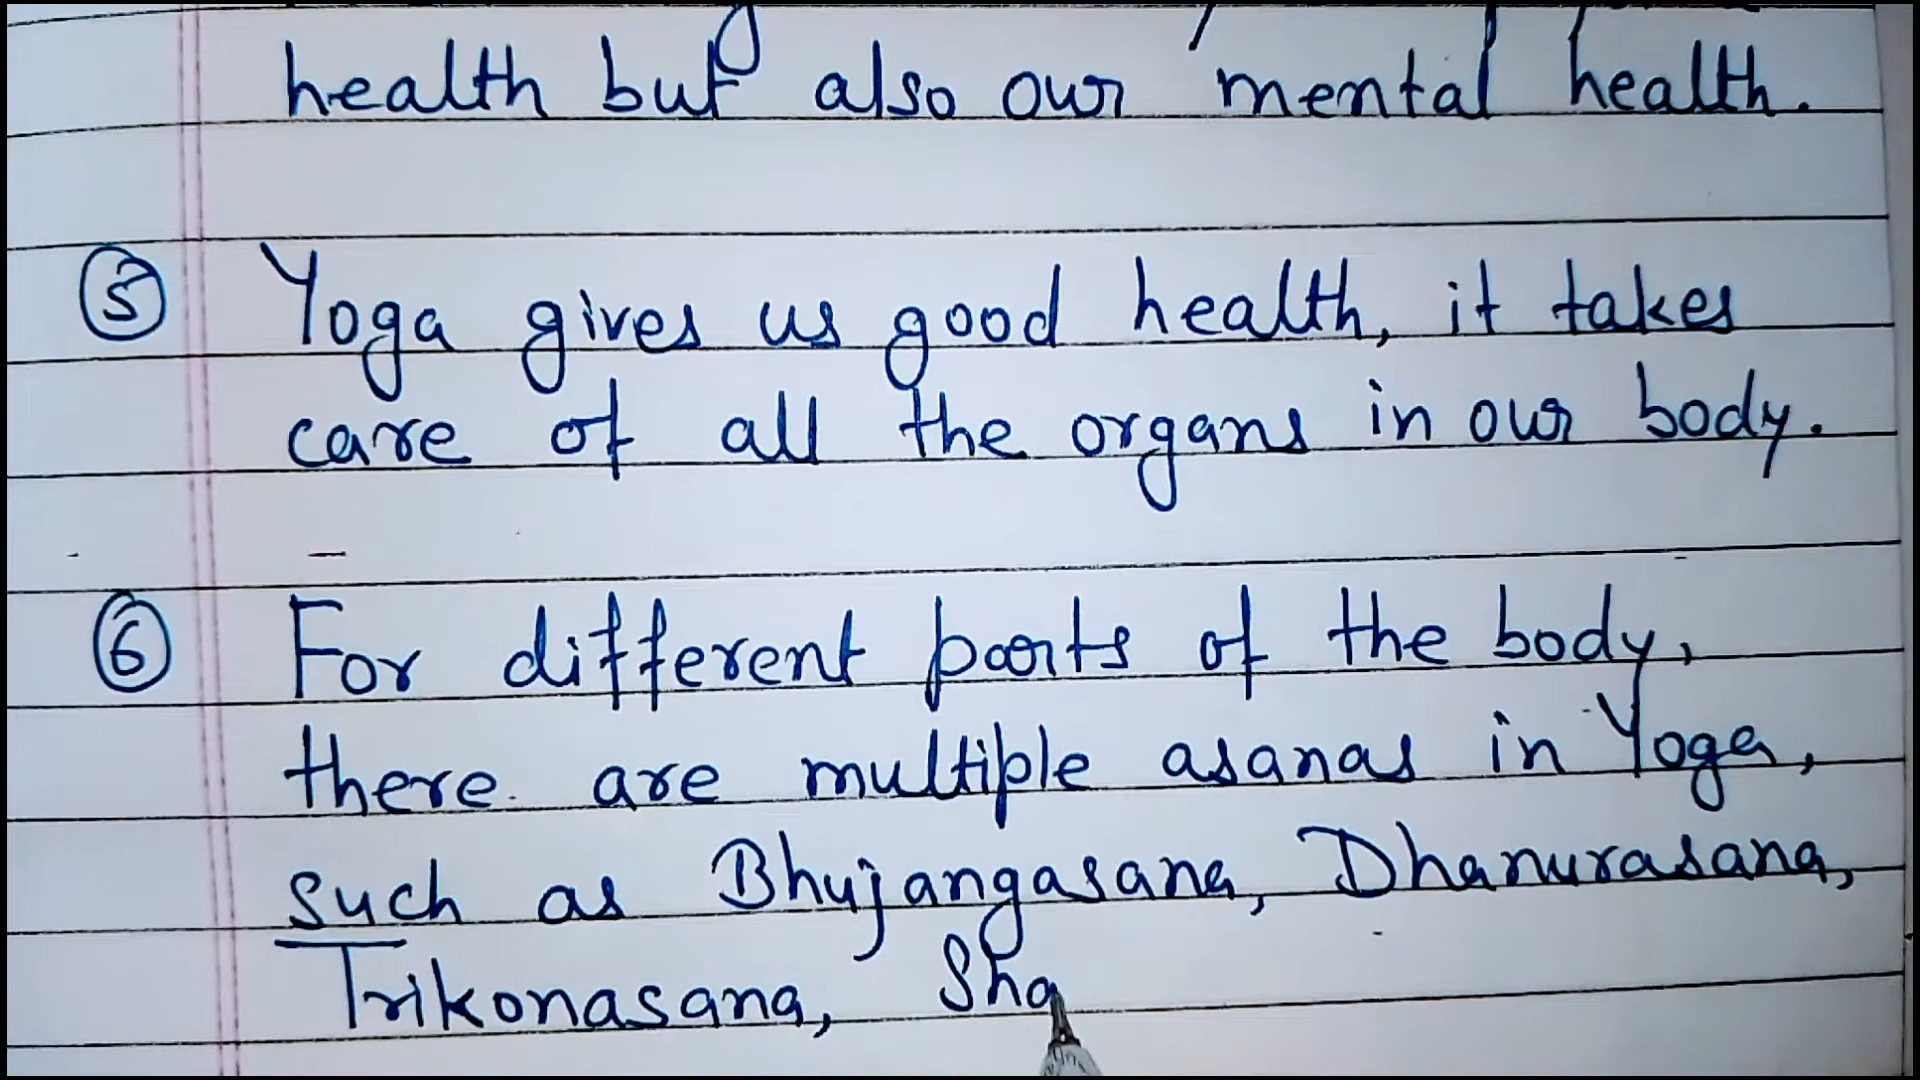 health but also our mental health.
⑤ Yoga gives us good health, it takes
care of all the organs in our body.
⑥ For different parts of the body,
there are multiple asanas in Yoga,
such as Bhujangasana, Dhanurasana,
Trikonasana, Sha